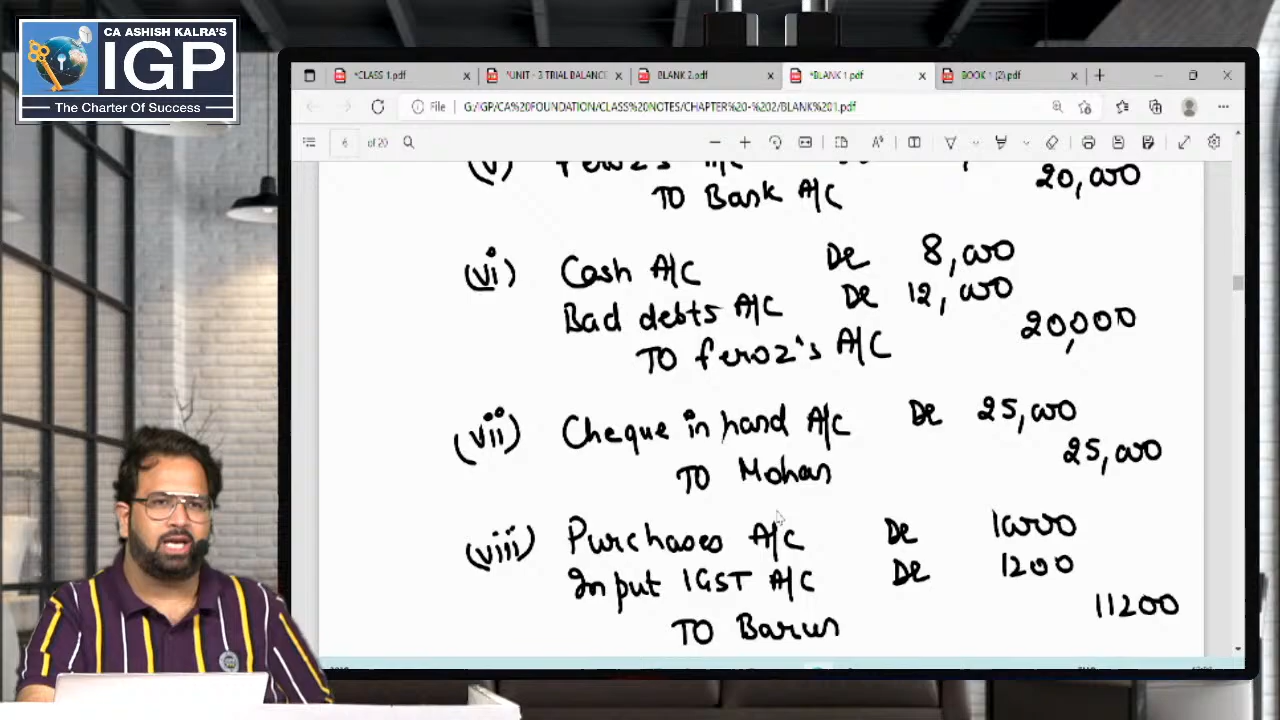 CA ASHISH KALRA'S
IGP
The Charter Of Success
*CLASS 1.pdf
*UNIT - 3 TRIAL BALANCE
BLANK 2.pdf
*BLANK 1.pdf
BOOK 1 (2).pdf
File
G:/IGP/CA%20FOUNDATION/CLASS%20NOTES/CHAPTER%20-%202/BLANK%201.pdf
6 of 20
(v) feroz's A/C
20,000
TO Bank A/C
(vi) Cash A/C Dr 8,000
Bad debts A/C Dr 12,000
20,000
TO feroz's A/C
(vii) Cheque in hand A/C Dr 25,000
25,000
TO Mohan
(viii) Purchases A/C Dr 10000
Input IGST A/C Dr 1200
11200
TO Barun